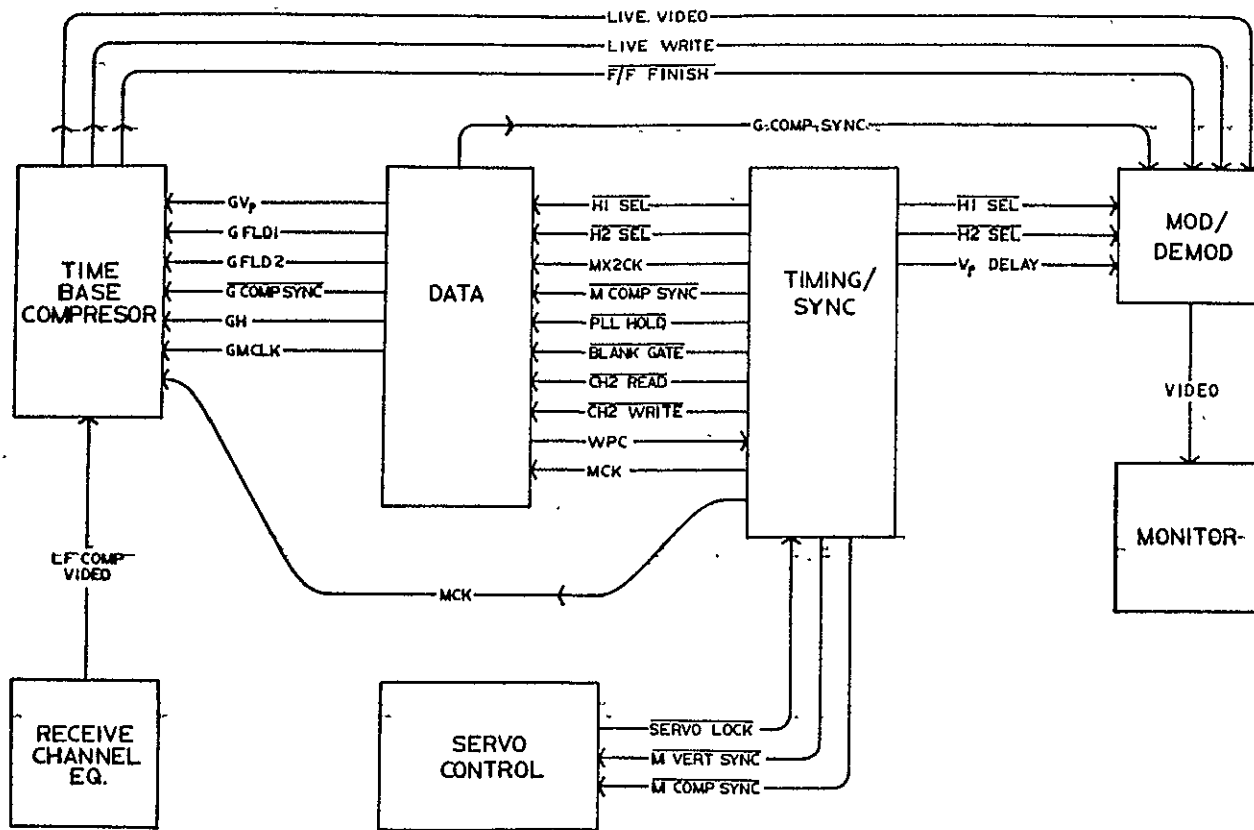 LIVE VIDEO
LIVE WRITE
F/F FINISH
G COMP SYNC
TIME
BASE
COMPRESOR
GVP
GFLD1
GFLD2
G COMP SYNC
GH
GMCLK
DATA
H1 SEL
H2 SEL
MX2CK
M COMP SYNC
PLL HOLD
BLANK GATE
CH2 READ
CH2 WRITE
WPC
MCK
TIMING/
SYNC
H1 SEL
H2 SEL
VP DELAY
MOD/
DEMOD
VIDEO
MONITOR
COMP
VIDEO
MCK
RECEIVE
CHANNEL
EQ.
SERVO
CONTROL
SERVO LOCK
M VERT SYNC
M COMP SYNC